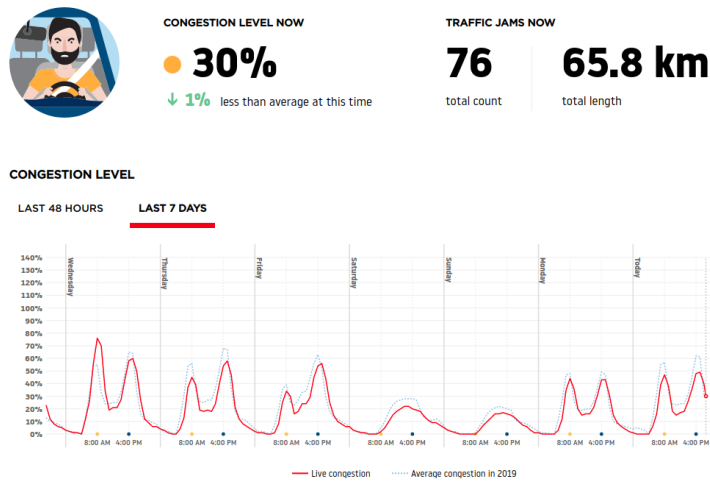 CONGESTION LEVEL NOW
30%
1% less than average at this time
TRAFFIC JAMS NOW
76
total count
65.8 km
total length
CONGESTION LEVEL
LAST 48 HOURS
LAST 7 DAYS
140%
130%
120%
110%
100%
90%
80%
70%
60%
50%
40%
30%
20%
10%
0%
Wednesday
Thursday
Friday
Saturday
Sunday
Monday
Today
8:00 AM 4:00 PM
8:00 AM 4:00 PM
8:00 AM 4:00 PM
8:00 AM 4:00 PM
8:00 AM 4:00 PM
8:00 AM 4:00 PM
8:00 AM 4:00 PM
Live congestion
Average congestion in 2019